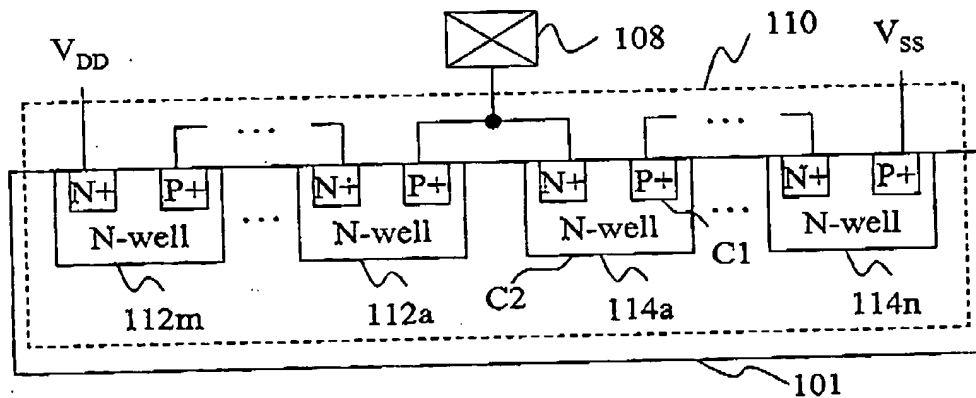 V_DD
108
110
V_SS
... ...
N+ P+ ... N+ P+ N+ P+ ... N+ P+
N-well N-well N-well N-well
C2 C1
112m 112a 114a 114n
101